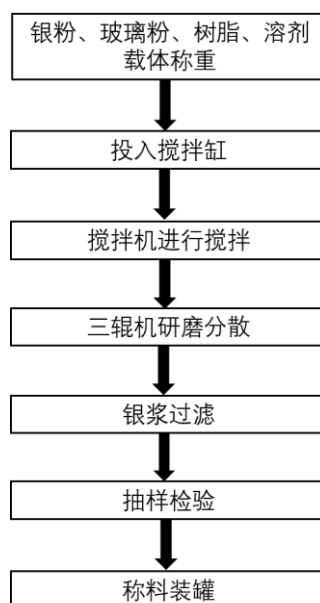 银粉、玻璃粉、树脂、溶剂
载体称重
投入搅拌缸
搅拌机进行搅拌
三辊机研磨分散
银浆过滤
抽样检验
称料装罐